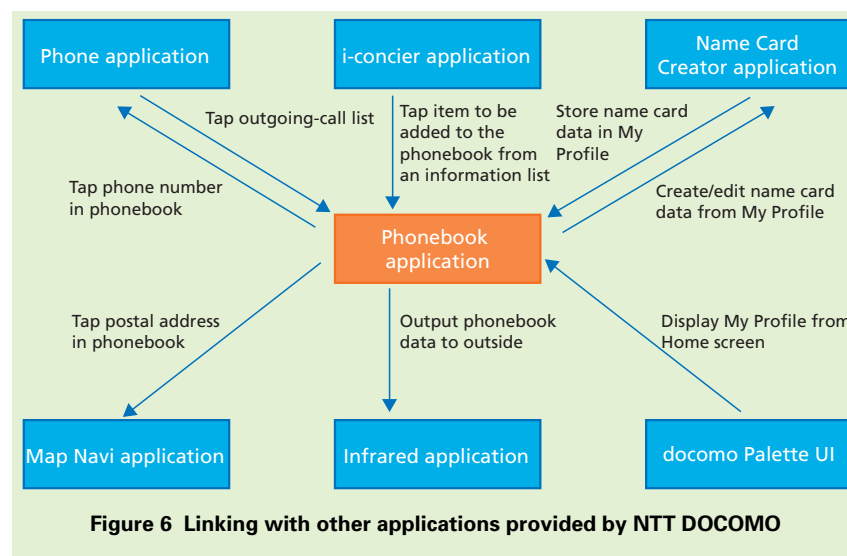 Phone application
i-concier application
Name Card
Creator application
Tap outgoing-call list
Tap item to be
added to the
phonebook from
an information list
Store name card
data in My
Profile
Tap phone number
in phonebook
Create/edit name card
data from My Profile
Phonebook
application
Tap postal address
in phonebook
Output phonebook
data to outside
Display My Profile from
Home screen
Map Navi application
Infrared application
docomo Palette UI
Figure 6 Linking with other applications provided by NTT DOCOMO